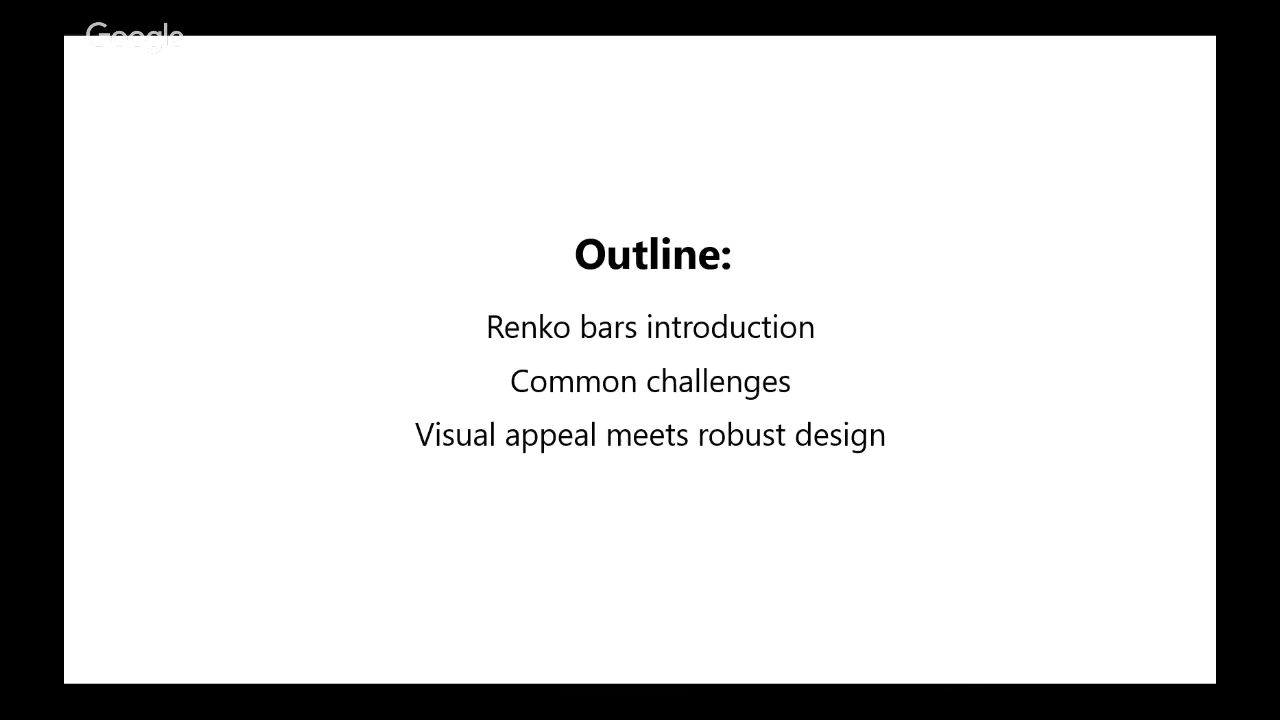 Google
Outline:
Renko bars introduction
Common challenges
Visual appeal meets robust design